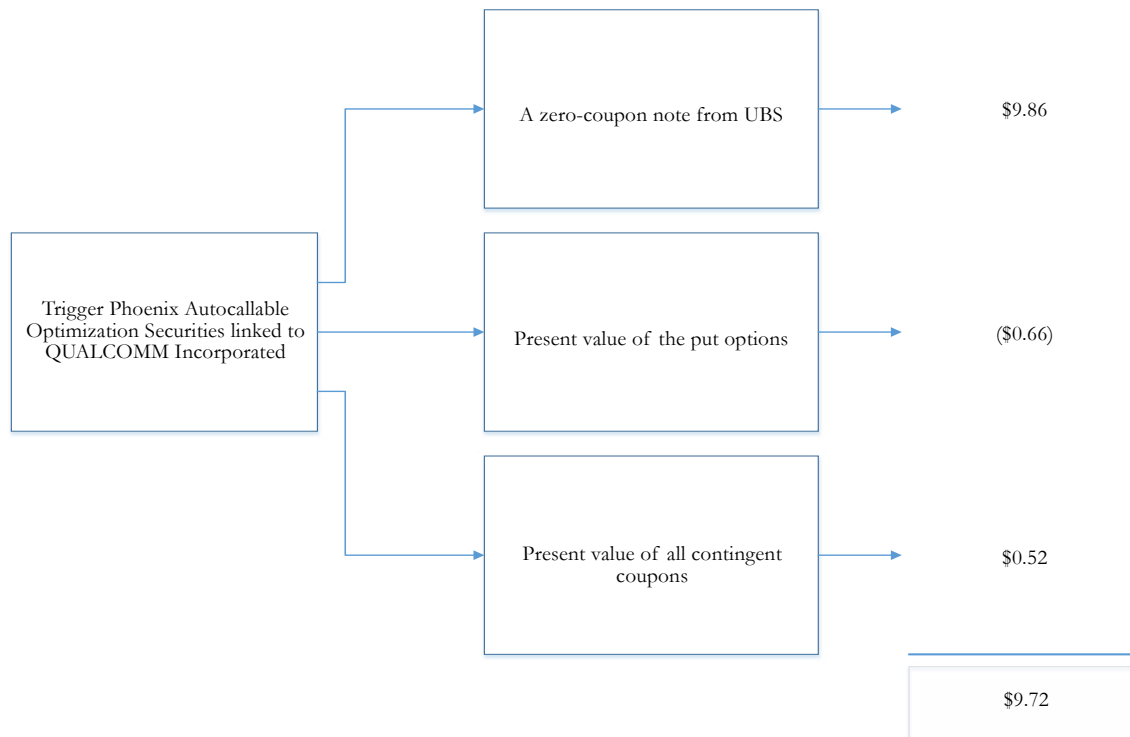 A zero-coupon note from UBS
$9.86
Trigger Phoenix Autocallable
Optimization Securities linked to
QUALCOMM Incorporated
Present value of the put options
($0.66)
Present value of all contingent
coupons
$0.52
$9.72